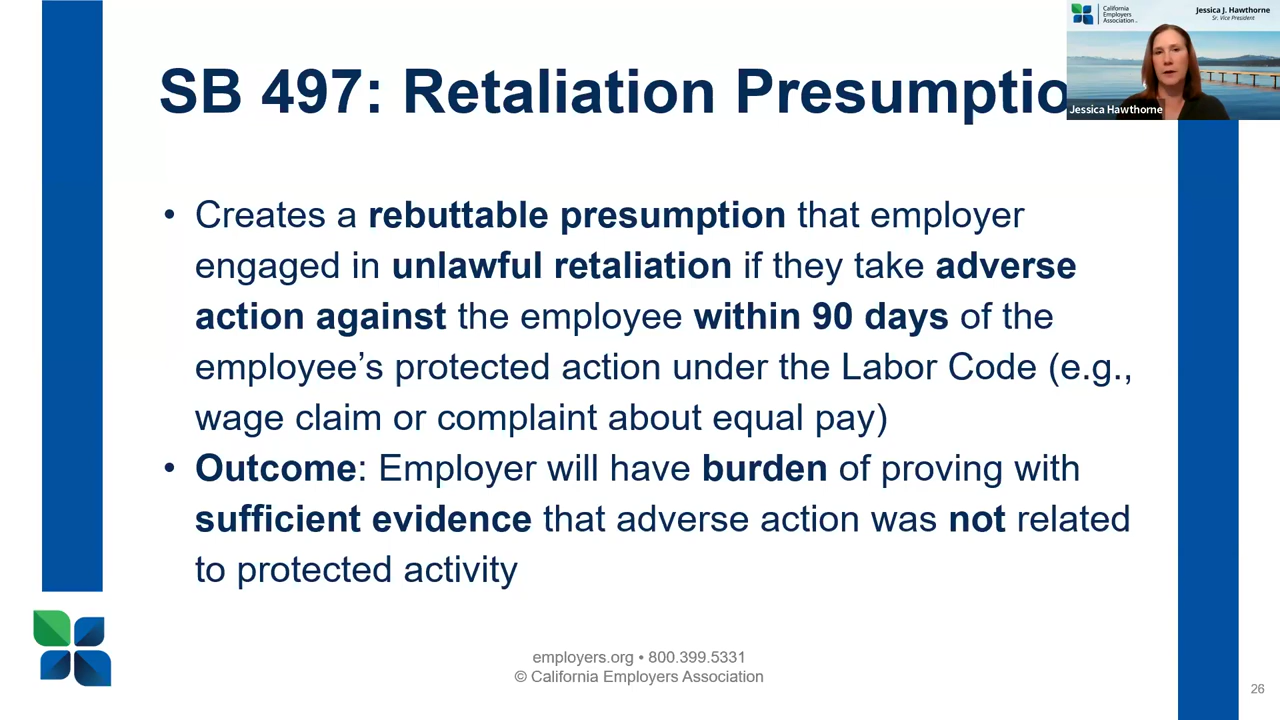 California
Employers
Association
Jessica J. Hawthorne
Sr. Vice President
Jessica Hawthorne
SB 497: Retaliation Presumptio
• Creates a rebuttable presumption that employer
engaged in unlawful retaliation if they take adverse
action against the employee within 90 days of the
employee’s protected action under the Labor Code (e.g.,
wage claim or complaint about equal pay)
• Outcome: Employer will have burden of proving with
sufficient evidence that adverse action was not related
to protected activity
employers.org • 800.399.5331
© California Employers Association
26